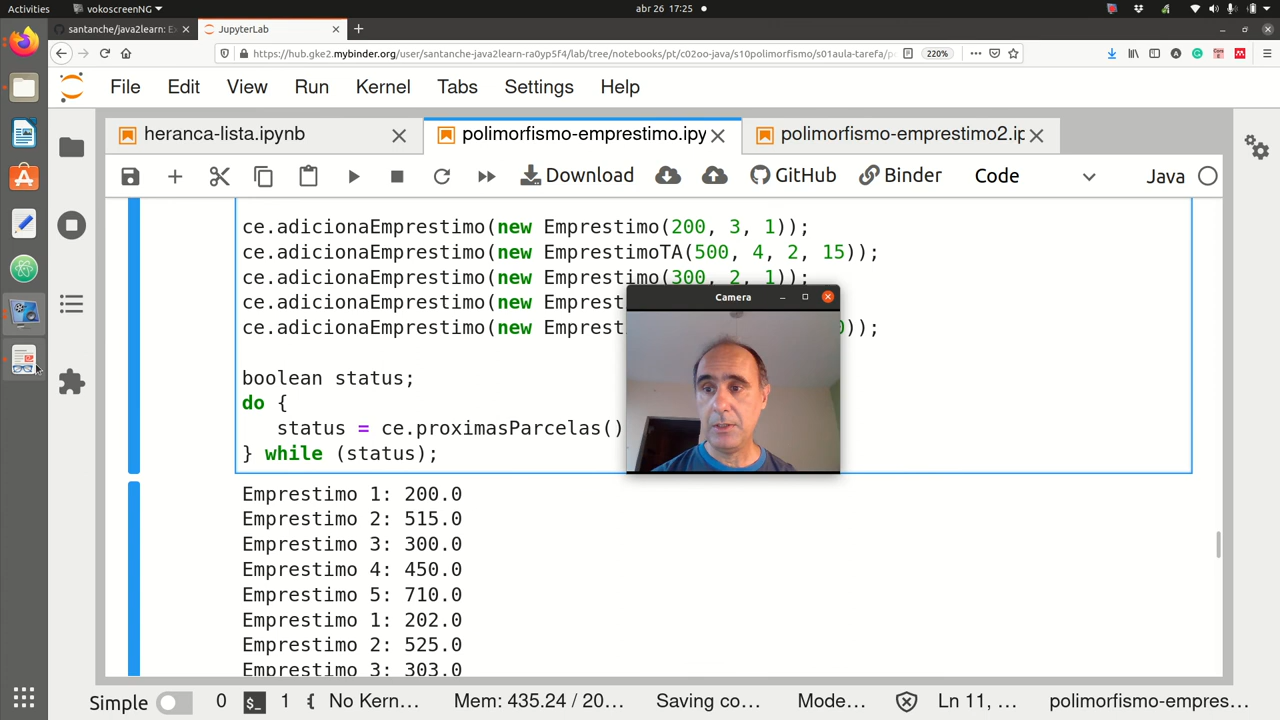 Activities
vokoscreenNG
abr 26 17:25
santanche/java2learn: Ex
JupyterLab
https://hub.gke2.mybinder.org/user/santanche-java2learn-ra0yp5f4/lab/tree/notebooks/pt/c02oo-java/s10polimorfismo/s01aula-tarefa/p
220%
File Edit View Run Kernel Tabs Settings Help
heranca-lista.ipynb
polimorfismo-emprestimo.ipy
polimorfismo-emprestimo2.ip
Download
GitHub
Binder
Code
Java
ce.adicionaEmprestimo(new Emprestimo(200, 3, 1));
ce.adicionaEmprestimo(new EmprestimoTA(500, 4, 2, 15));
ce.adicionaEmprestimo(new Emprestimo(300, 2, 1));
ce.adicionaEmprestimo(new Emprest
ce.adicionaEmprestimo(new Emprest 0));
Camera
boolean status;
do {
status = ce.proximasParcelas()
} while (status);
Emprestimo 1: 200.0
Emprestimo 2: 515.0
Emprestimo 3: 300.0
Emprestimo 4: 450.0
Emprestimo 5: 710.0
Emprestimo 1: 202.0
Emprestimo 2: 525.0
Emprestimo 3: 303.0
Simple
0
$_
1
No Kern...
Mem: 435.24 / 20...
Saving co...
Mode...
Ln 11, ...
polimorfismo-empres...